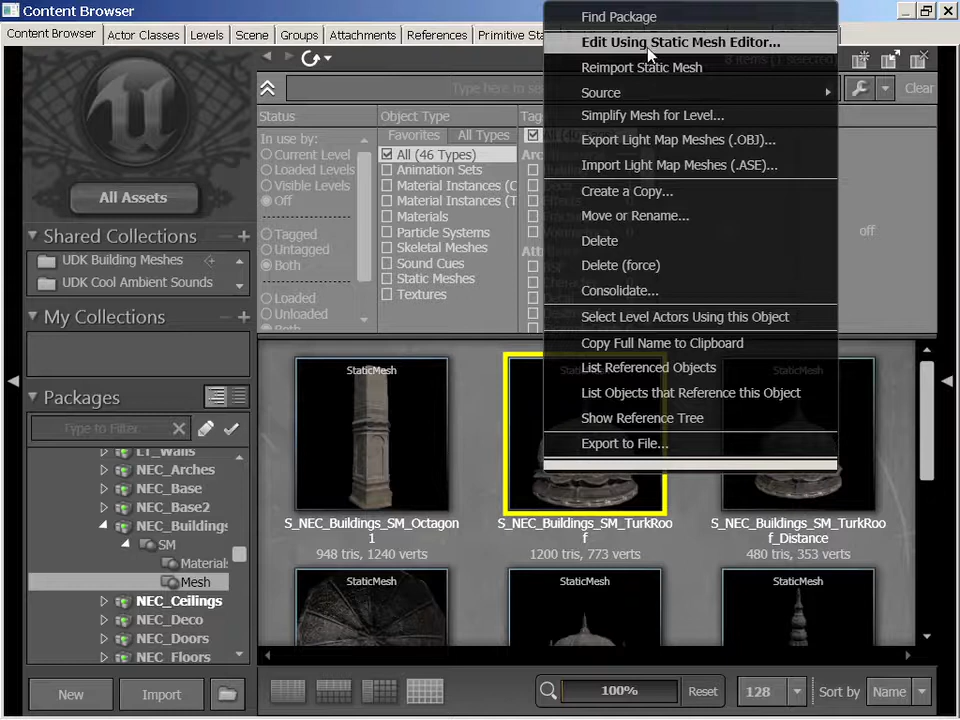 Content Browser
Content Browser
Actor Classes
Levels
Scene
Groups
Attachments
References
Primitive Sta
All Assets
Shared Collections
UDK Building Meshes
UDK Cool Ambient Sounds
My Collections
Packages
Type to Filter
NEC_Arches
NEC_Base
NEC_Base2
NEC_Buildings
SM
Materials
Mesh
NEC_Ceilings
NEC_Deco
NEC_Doors
NEC_Floors
New
Import
Type here to
Clear
Status
In use by:
Current Level
Loaded Levels
Visible Levels
Off
Tagged
Untagged
Both
Loaded
Unloaded
Both
Object Type
Favorites
All Types
All (46 Types)
Animation Sets
Material Instances (C
Material Instances (T
Materials
Particle Systems
Skeletal Meshes
Sound Cues
Static Meshes
Textures
Tag
off
Find Package
Edit Using Static Mesh Editor...
Reimport Static Mesh
Source
Simplify Mesh for Level...
Export Light Map Meshes (.OBJ)...
Import Light Map Meshes (.ASE)...
Create a Copy...
Move or Rename...
Delete
Delete (force)
Consolidate...
Select Level Actors Using this Object
Copy Full Name to Clipboard
List Referenced Objects
List Objects that Reference this Object
Show Reference Tree
Export to File...
StaticMesh
S_NEC_Buildings_SM_Octagon
1
948 tris, 1240 verts
S_NEC_Buildings_SM_TurkRoo
f
1200 tris, 773 verts
S_NEC_Buildings_SM_TurkRoo
f_Distance
480 tris, 353 verts
StaticMesh
StaticMesh
StaticMesh
100%
Reset
128
Sort by
Name